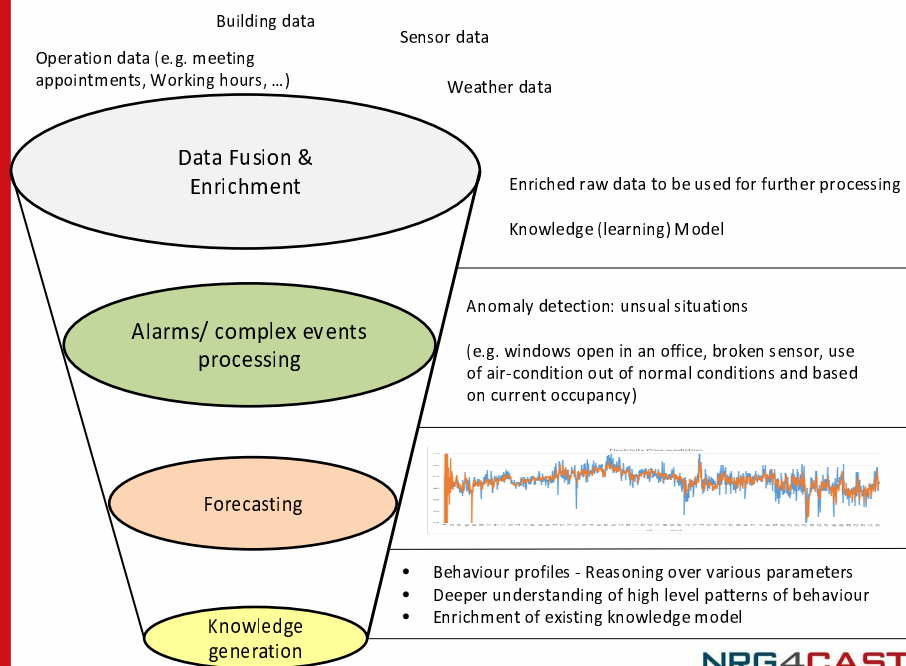 Building data
Sensor data
Operation data (e.g. meeting
appointments, Working hours, ...)
Weather data
Data Fusion &
Enrichment
Enriched raw data to be used for further processing
Knowledge (learning) Model
Alarms/ complex events
processing
Anomaly detection: unusual situations
(e.g. windows open in an office, broken sensor, use
of air-condition out of normal conditions and based
on current occupancy)
Forecasting
• Behaviour profiles - Reasoning over various parameters
• Deeper understanding of high level patterns of behaviour
• Enrichment of existing knowledge model
Knowledge
generation
NRG4CAST